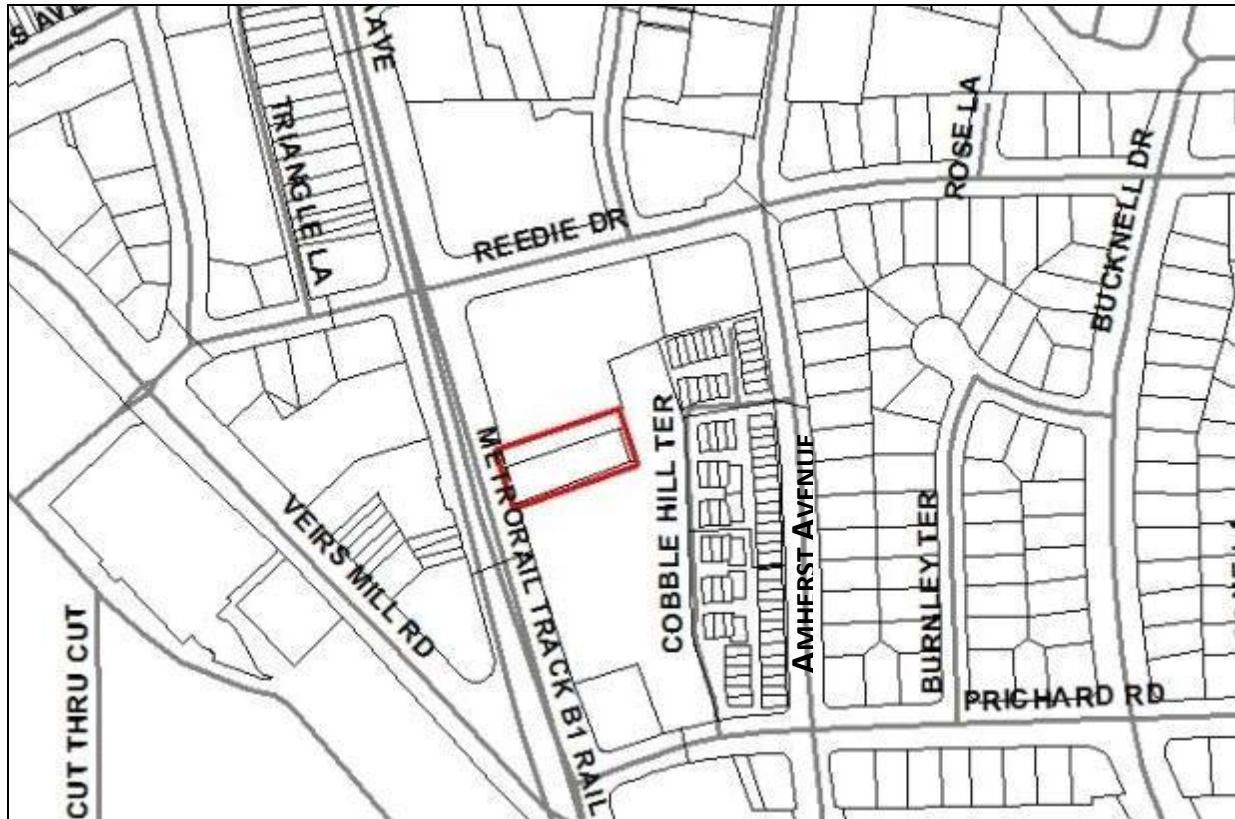 S AVE
A AVE
TRIANGLE LA
REEDIE DR
ROSE LA
BUCKNELL DR
METRORAIL TRACK B1 RAIL
VEIRS MILL RD
COBBLE HILL TER
AMHERST AVENUE
BURNLEY TER
PRICHARD RD
CUT THRU CUT